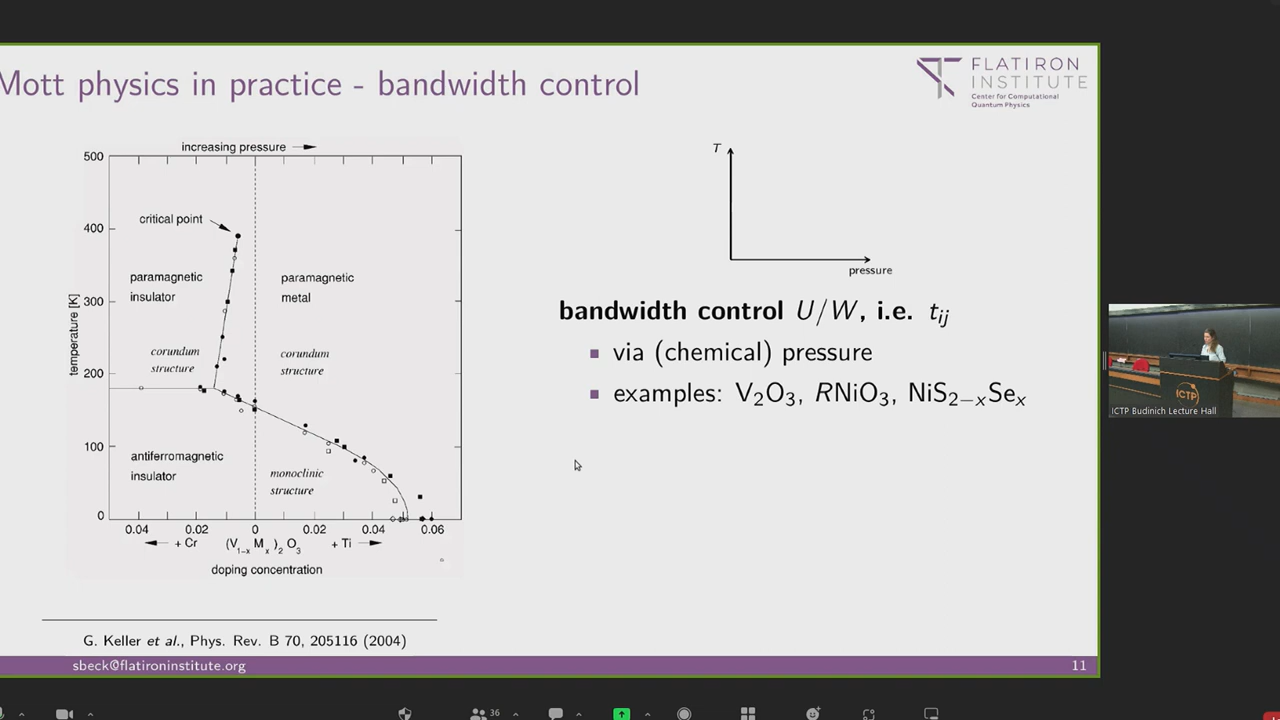 Mott physics in practice - bandwidth control
FLATIRON
INSTITUTE
Center for Computational
Quantum Physics
increasing pressure
500
400
300
200
100
0
temperature [K]
critical point
paramagnetic
insulator
paramagnetic
metal
corundum
structure
corundum
structure
antiferromagnetic
insulator
monoclinic
structure
0.04 0.02 0 0.02 0.04 0.06
+ Cr (V₁₋ₓ Mₓ)₂ O₃ + Ti
doping concentration
T
pressure
bandwidth control U/W, i.e. tᵢⱼ
via (chemical) pressure
examples: V₂O₃, RNiO₃, NiS₂₋ₓSeₓ
G. Keller et al., Phys. Rev. B 70, 205116 (2004)
sbeck@flatironinstitute.org
11
ICTP
ICTP Budinich Lecture Hall
36